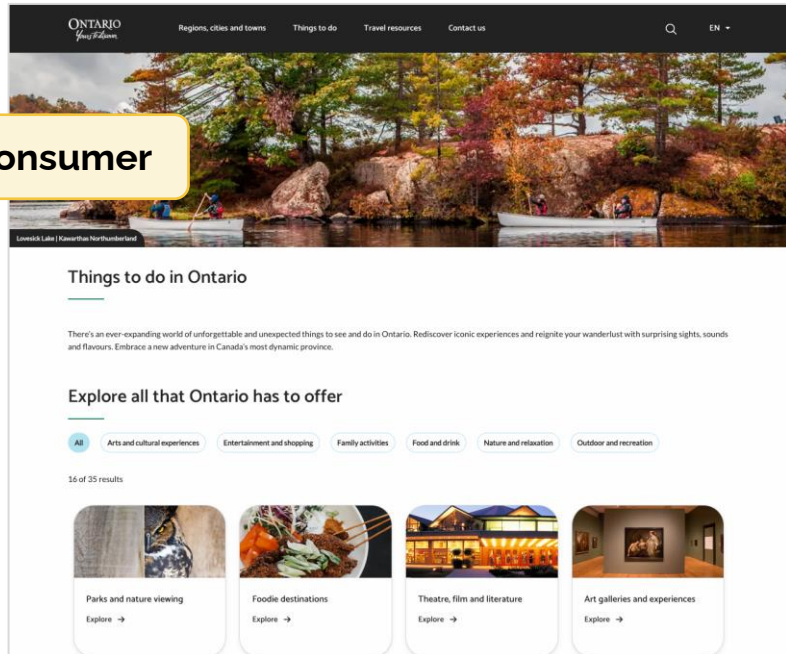 ONTARIO
Yours to discover
Regions, cities and towns Things to do Travel resources Contact us EN
onsumer
Lovesick Lake | Kawarthas Northumberland
Things to do in Ontario
There's an ever-expanding world of unforgettable and unexpected things to see and do in Ontario. Rediscover iconic experiences and reignite your wanderlust with surprising sights, sounds
and flavours. Embrace a new adventure in Canada's most dynamic province.
Explore all that Ontario has to offer
All Arts and cultural experiences Entertainment and shopping Family activities Food and drink Nature and relaxation Outdoor and recreation
16 of 35 results
Parks and nature viewing Foodie destinations Theatre, film and literature Art galleries and experiences
Explore → Explore → Explore → Explore →